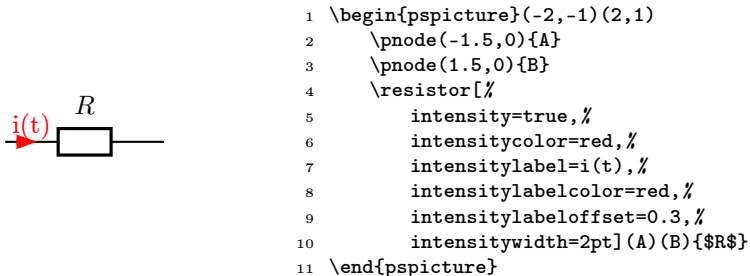 R
i(t)
1 \begin{pspicture}(-2,-1)(2,1)
2 \pnode(-1.5,0){A}
3 \pnode(1.5,0){B}
4 \resistor[%
5 intensity=true,%
6 intensitycolor=red,%
7 intensitylabel=i(t),%
8 intensitylabelcolor=red,%
9 intensitylabeloffset=0.3,%
10 intensitywidth=2pt](A)(B){$R$}
11 \end{pspicture}